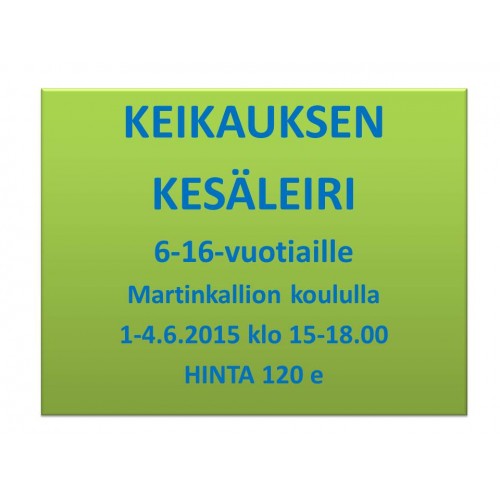 KEIKAUKSEN
KESÄLEIRI
6-16-vuotiaille
Martinkallion koululla
1-4.6.2015 klo 15-18.00
HINTA 120 e